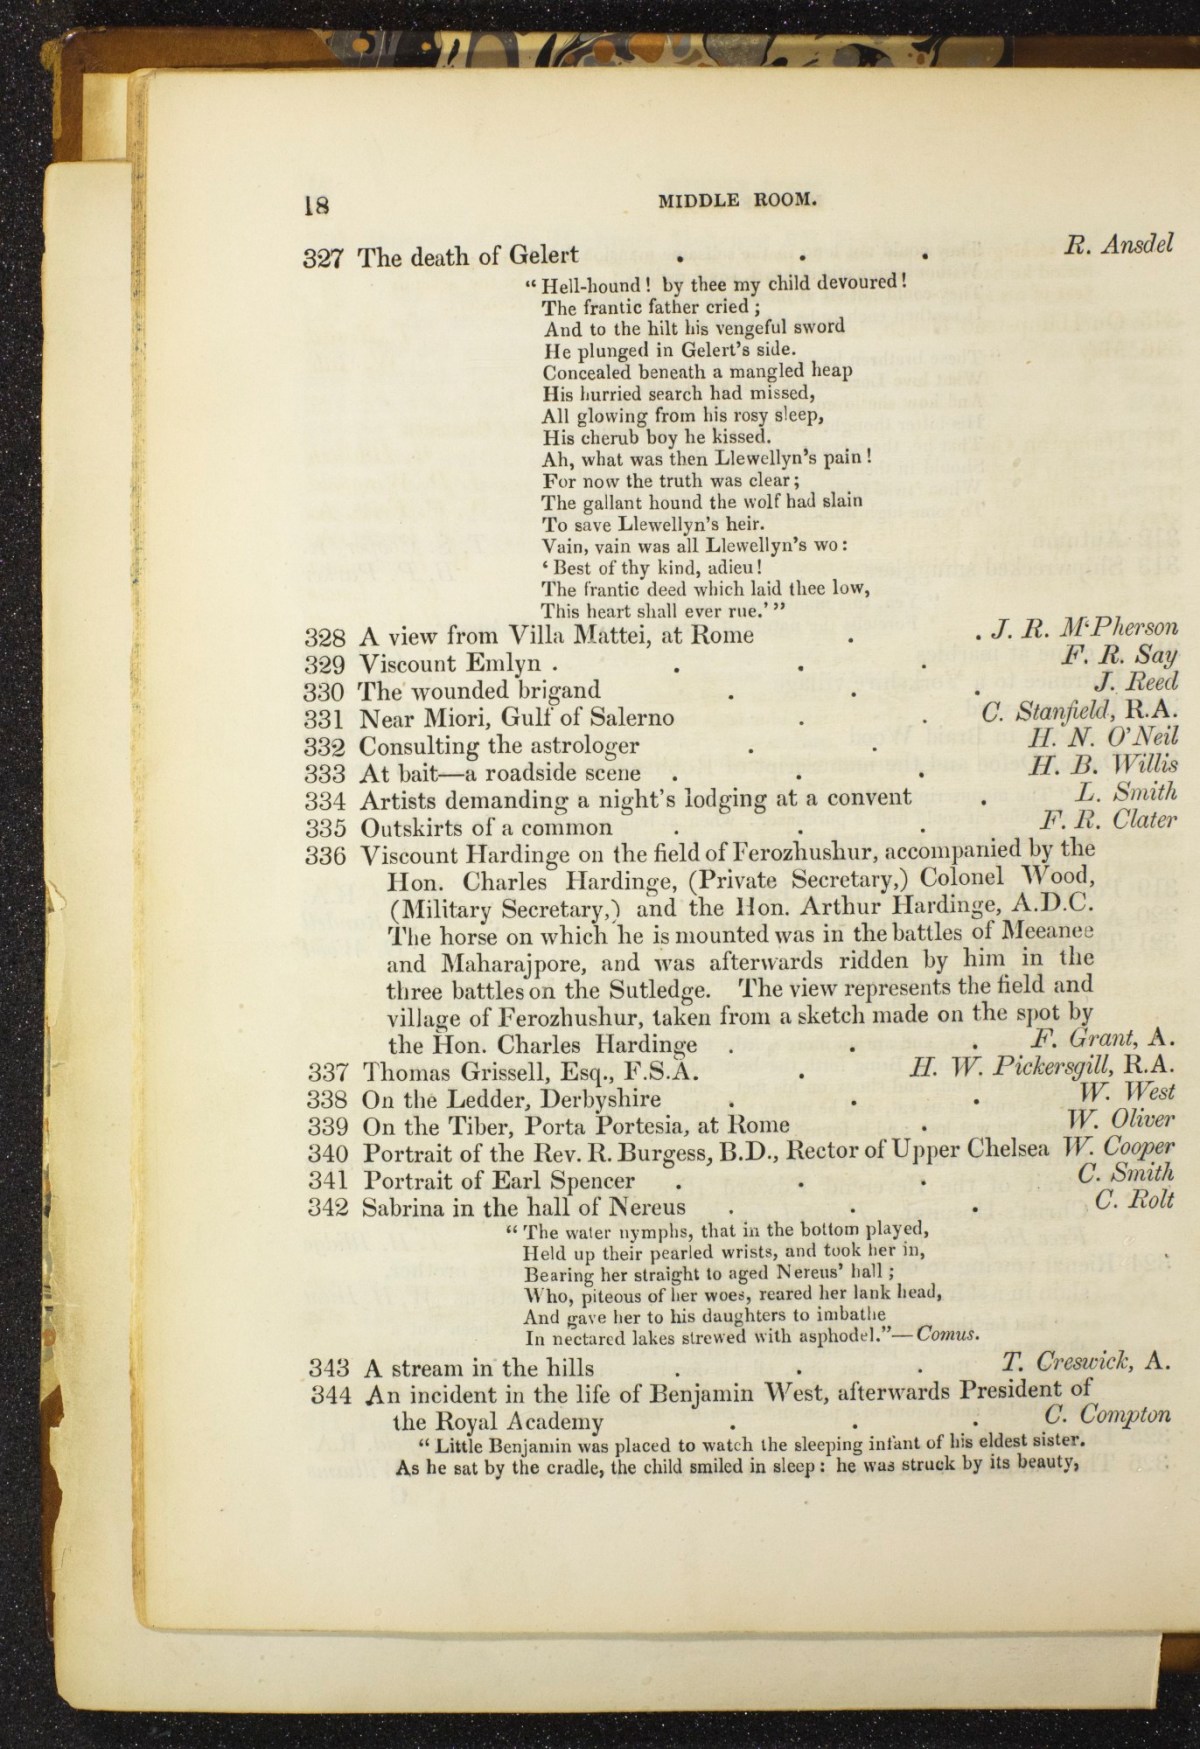 18 MIDDLE ROOM.
327 The death of Gelert . . . R. Ansdel
“ Hell-hound ! by thee my child devoured !
The frantic father cried ;
And to the hilt his vengeful sword
He plunged in Gelert’s side.
Concealed beneath a mangled heap
His hurried search had missed,
All glowing from his rosy sleep,
His cherub boy he kissed.
Ah, what was then Llewellyn’s pain !
For now the truth was clear ;
The gallant hound the wolf had slain
To save Llewellyn’s heir.
Vain, vain was all Llewellyn’s wo :
‘ Best of thy kind, adieu !
The frantic deed which laid thee low,
This heart shall ever rue.’ ”
328 A view from Villa Mattei, at Rome . . J. R. M‘Pherson
329 Viscount Emlyn . . . . F. R. Say
330 The wounded brigand . . . J. Reed
331 Near Miori, Gulf of Salerno . . C. Stanfield, R.A.
332 Consulting the astrologer . . H. N. O’Neil
333 At bait—a roadside scene . . . H. B. Willis
334 Artists demanding a night’s lodging at a convent . L. Smith
335 Outskirts of a common . . . F. R. Clater
336 Viscount Hardinge on the field of Ferozhushur, accompanied by the
Hon. Charles Hardinge, (Private Secretary,) Colonel Wood,
(Military Secretary,) and the Hon. Arthur Hardinge, A.D.C.
The horse on which he is mounted was in the battles of Meeanee
and Maharajpore, and was afterwards ridden by him in the
three battles on the Sutledge. The view represents the field and
village of Ferozhushur, taken from a sketch made on the spot by
the Hon. Charles Hardinge . . . F. Grant, A.
337 Thomas Grissell, Esq., F.S.A. . H. W. Pickersgill, R.A.
338 On the Ledder, Derbyshire . . . W. West
339 On the Tiber, Porta Portesia, at Rome . W. Oliver
340 Portrait of the Rev. R. Burgess, B.D., Rector of Upper Chelsea W. Cooper
341 Portrait of Earl Spencer . . . C. Smith
342 Sabrina in the hall of Nereus . . . C. Rolt
“ The water nymphs, that in the bottom played,
Held up their pearled wrists, and took her in,
Bearing her straight to aged Nereus’ hall ;
Who, piteous of her woes, reared her lank head,
And gave her to his daughters to imbathe
In nectared lakes strewed with asphodel.”—Comus.
343 A stream in the hills . . . T. Creswick, A.
344 An incident in the life of Benjamin West, afterwards President of
the Royal Academy . . . C. Compton
“ Little Benjamin was placed to watch the sleeping infant of his eldest sister.
As he sat by the cradle, the child smiled in sleep : he was struck by its beauty,